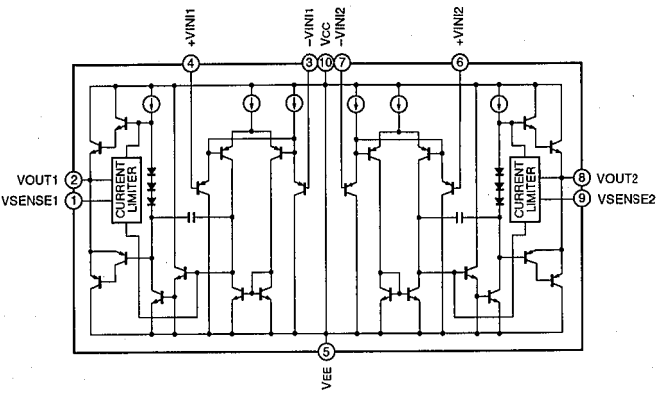 +VINI1
-VINI1
VCC
-VINI2
+VINI2
4
3
10
7
6
VOUT1
2
VSENSE1
1
CURRENT
LIMITER
CURRENT
LIMITER
8
VOUT2
9
VSENSE2
5
VEE